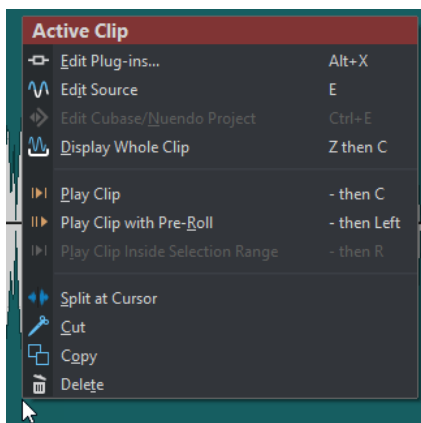 Active Clip
Edit Plug-ins... Alt+X
Edit Source E
Edit Cubase/Nuendo Project Ctrl+E
Display Whole Clip Z then C
Play Clip - then C
Play Clip with Pre-Roll - then Left
Play Clip Inside Selection Range - then R
Split at Cursor
Cut
Copy
Delete